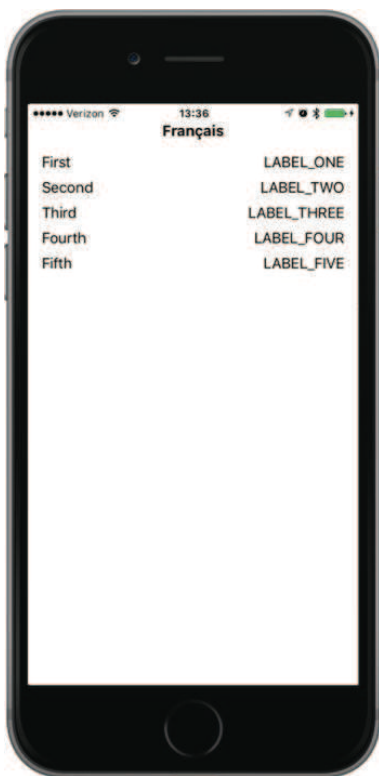 Verizon 13:36
Français
First LABEL_ONE
Second LABEL_TWO
Third LABEL_THREE
Fourth LABEL_FOUR
Fifth LABEL_FIVE